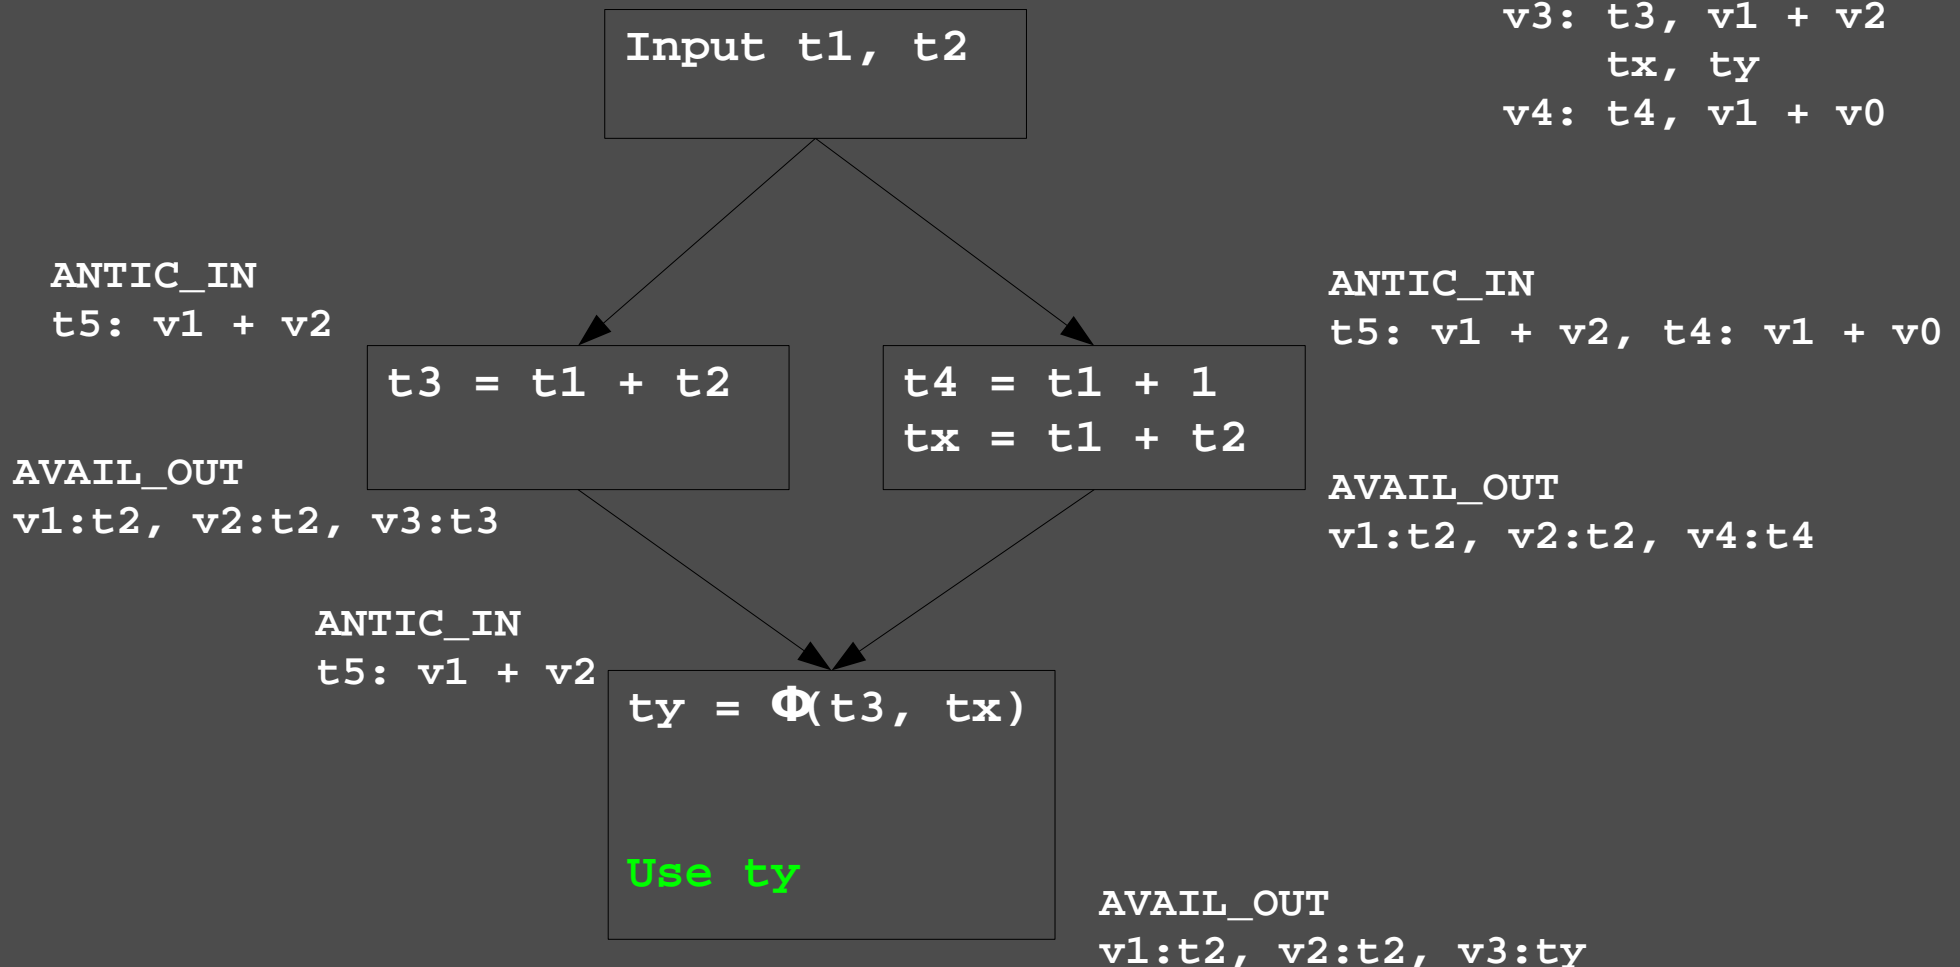 v3: t3, v1 + v2
tx, ty
v4: t4, v1 + v0
Input t1, t2
ANTIC_IN
t5: v1 + v2
ANTIC_IN
t5: v1 + v2, t4: v1 + v0
t3 = t1 + t2
t4 = t1 + 1
tx = t1 + t2
AVAIL_OUT
v1:t2, v2:t2, v3:t3
AVAIL_OUT
v1:t2, v2:t2, v4:t4
ANTIC_IN
t5: v1 + v2
ty = Φ(t3, tx)
Use ty
AVAIL_OUT
v1:t2, v2:t2, v3:ty